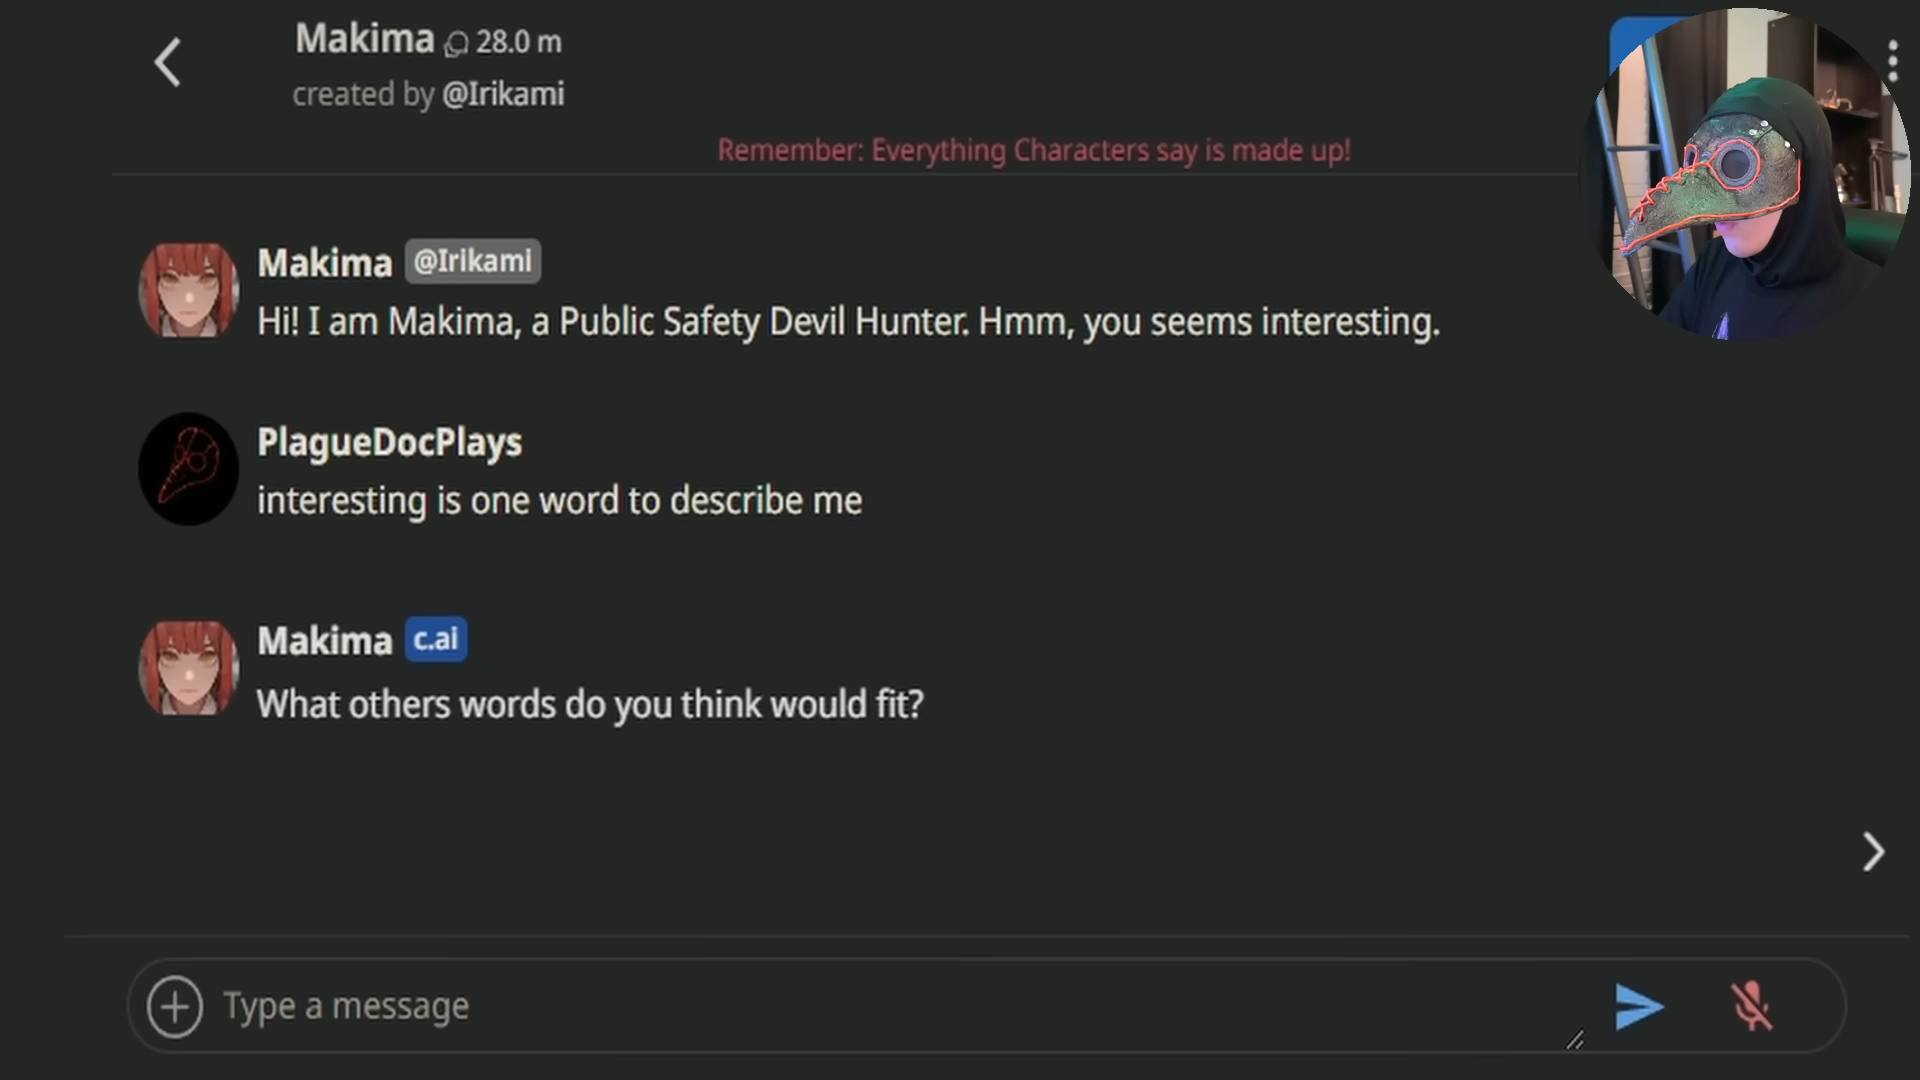 Makima 28.0 m
created by @Irikami
Remember: Everything Characters say is made up!
Makima @Irikami
Hi! I am Makima, a Public Safety Devil Hunter. Hmm, you seems interesting.
PlagueDocPlays
interesting is one word to describe me
Makima c.ai
What others words do you think would fit?
Type a message